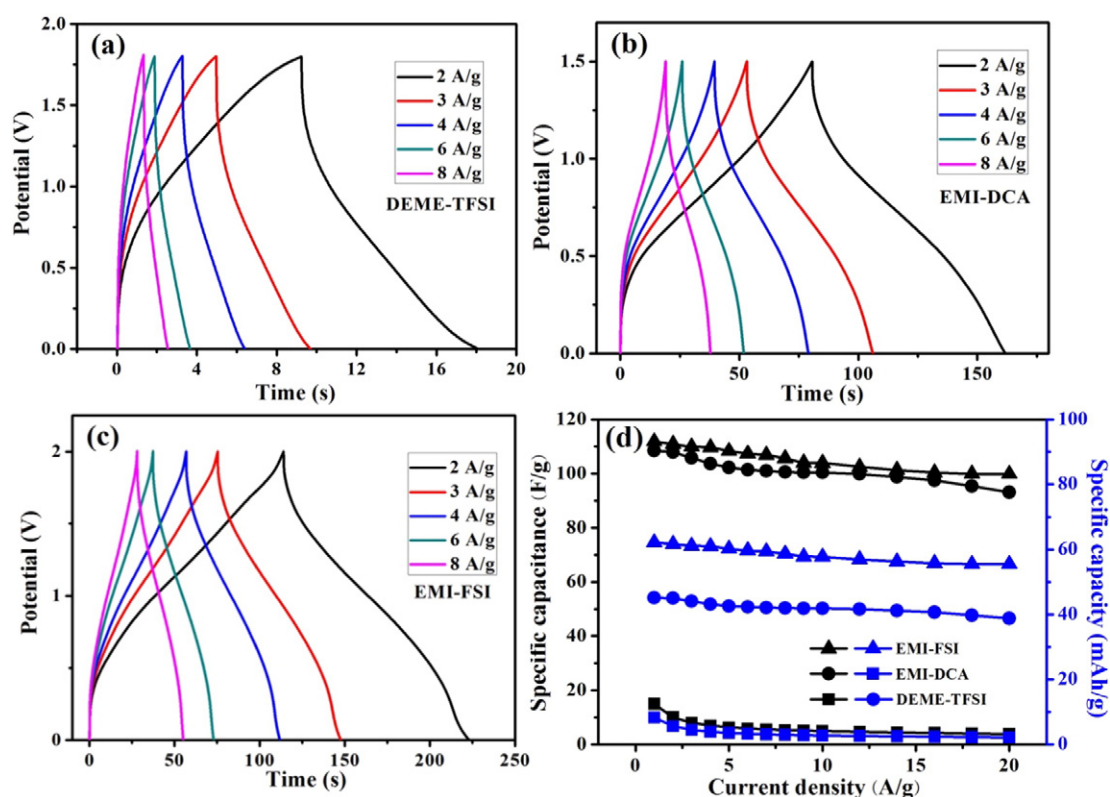 (a)
2.0
1.6
1.2
0.8
0.4
0.0
Potential (V)
2 A/g
3 A/g
4 A/g
6 A/g
8 A/g
DEME-TFSI
0 4 8 12 16 20
Time (s)
(b)
1.5
1.0
0.5
0.0
Potential (V)
2 A/g
3 A/g
4 A/g
6 A/g
8 A/g
EMI-DCA
0 50 100 150
Time (s)
(c)
2
1
0
Potential (V)
2 A/g
3 A/g
4 A/g
6 A/g
8 A/g
EMI-FSI
0 50 100 150 200 250
Time (s)
(d)
120
100
80
60
40
20
0
Specific capacitance (F/g)
100
80
60
40
20
0
Specific capacity (mAh/g)
EMI-FSI
EMI-DCA
DEME-TFSI
0 5 10 15 20
Current density (A/g)